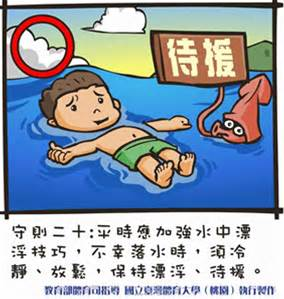 待援
守則二十:平時應加強水中漂
浮技巧，不幸落水時，須冷
靜、放鬆，保持漂浮、待援。
教育部體育司指導 國立臺灣體育大學（桃園）執行製作